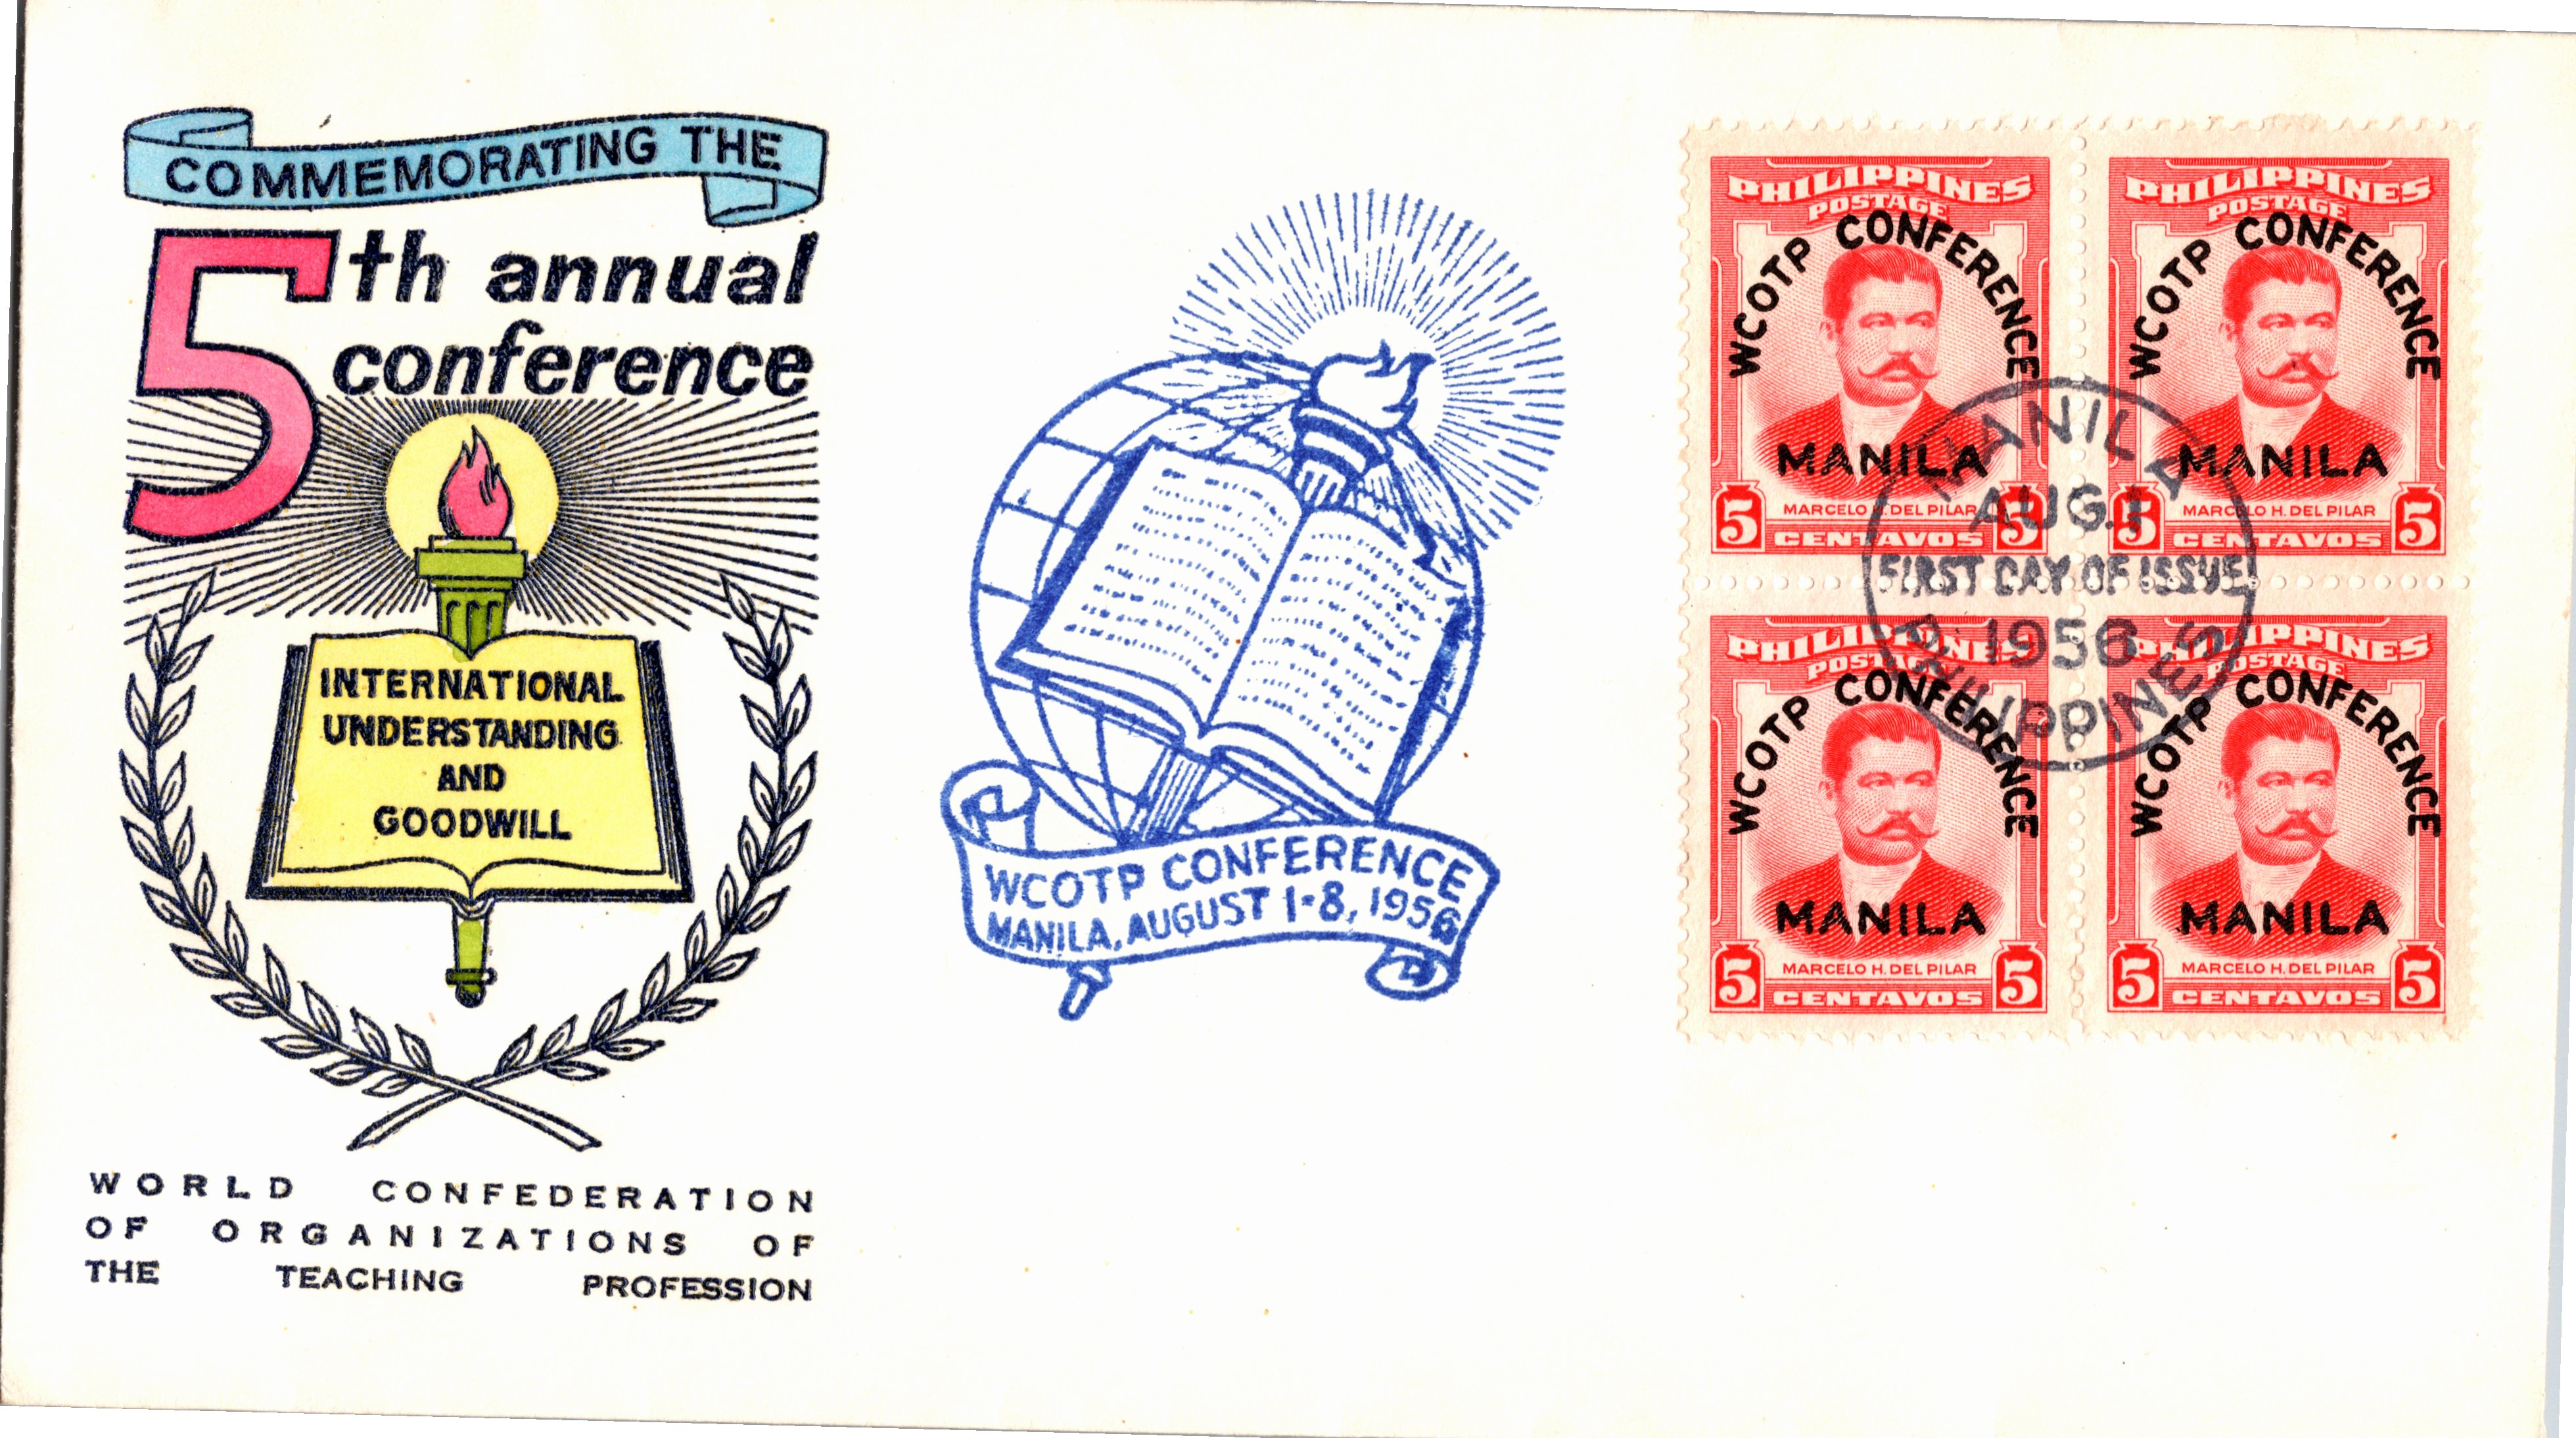 COMMEMORATING THE
5th annual
conference
INTERNATIONAL
UNDERSTANDING
AND
GOODWILL
WORLD CONFEDERATION
OF ORGANIZATIONS OF
THE TEACHING PROFESSION
WCOTP CONFERENCE
MANILA, AUGUST 1-8, 1956
PHILIPPINES
POSTAGE
WCOTP CONFERENCE
MANILA
MARCELO H. DEL PILAR
5 CENTAVOS 5
PHILIPPINES
POSTAGE
WCOTP CONFERENCE
MANILA
MARCELO H. DEL PILAR
5 CENTAVOS 5
MANILA
AUG.1
FIRST DAY OF ISSUE
1956
PHILIPPINES
PHILIPPINES
POSTAGE
WCOTP CONFERENCE
MANILA
MARCELO H. DEL PILAR
5 CENTAVOS 5
PHILIPPINES
POSTAGE
WCOTP CONFERENCE
MANILA
MARCELO H. DEL PILAR
5 CENTAVOS 5